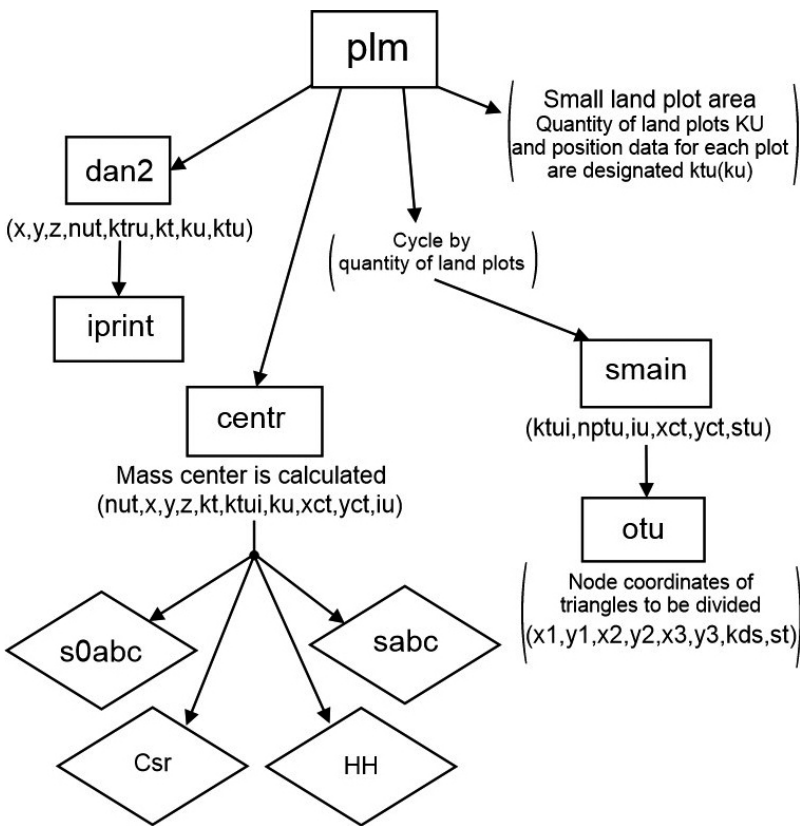 plm
Small land plot area
Quantity of land plots KU
and position data for each plot
are designated ktu(ku)
dan2
(x,y,z,nut,ktru,kt,ku,ktu)
iprint
Cycle by
quantity of land plots
smain
(ktui,nptu,iu,xct,yct,stu)
centr
Mass center is calculated
(nut,x,y,z,kt,ktui,ku,xct,yct,iu)
otu
Node coordinates of
triangles to be divided
(x1,y1,x2,y2,x3,y3,kds,st)
s0abc
sabc
Csr
HH